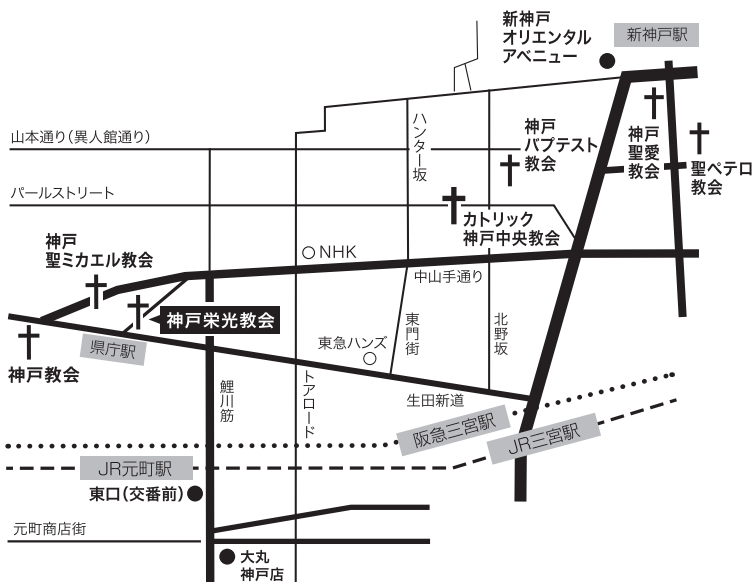 新神戸
オリエンタル
アベニュー
新神戸駅
山本通り(異人館通り)
ハンター坂
神戸
バプテスト
教会
神戸
聖愛
教会
聖ペテロ
教会
パールストリート
カトリック
神戸中央教会
神戸
聖ミカエル教会
NHK
中山手通り
神戸栄光教会
神戸教会
県庁駅
東急ハンズ
東門街
北野坂
鯉川筋
トアロード
生田新道
阪急三宮駅
JR三宮駅
JR元町駅
東口(交番前)
元町商店街
大丸
神戸店